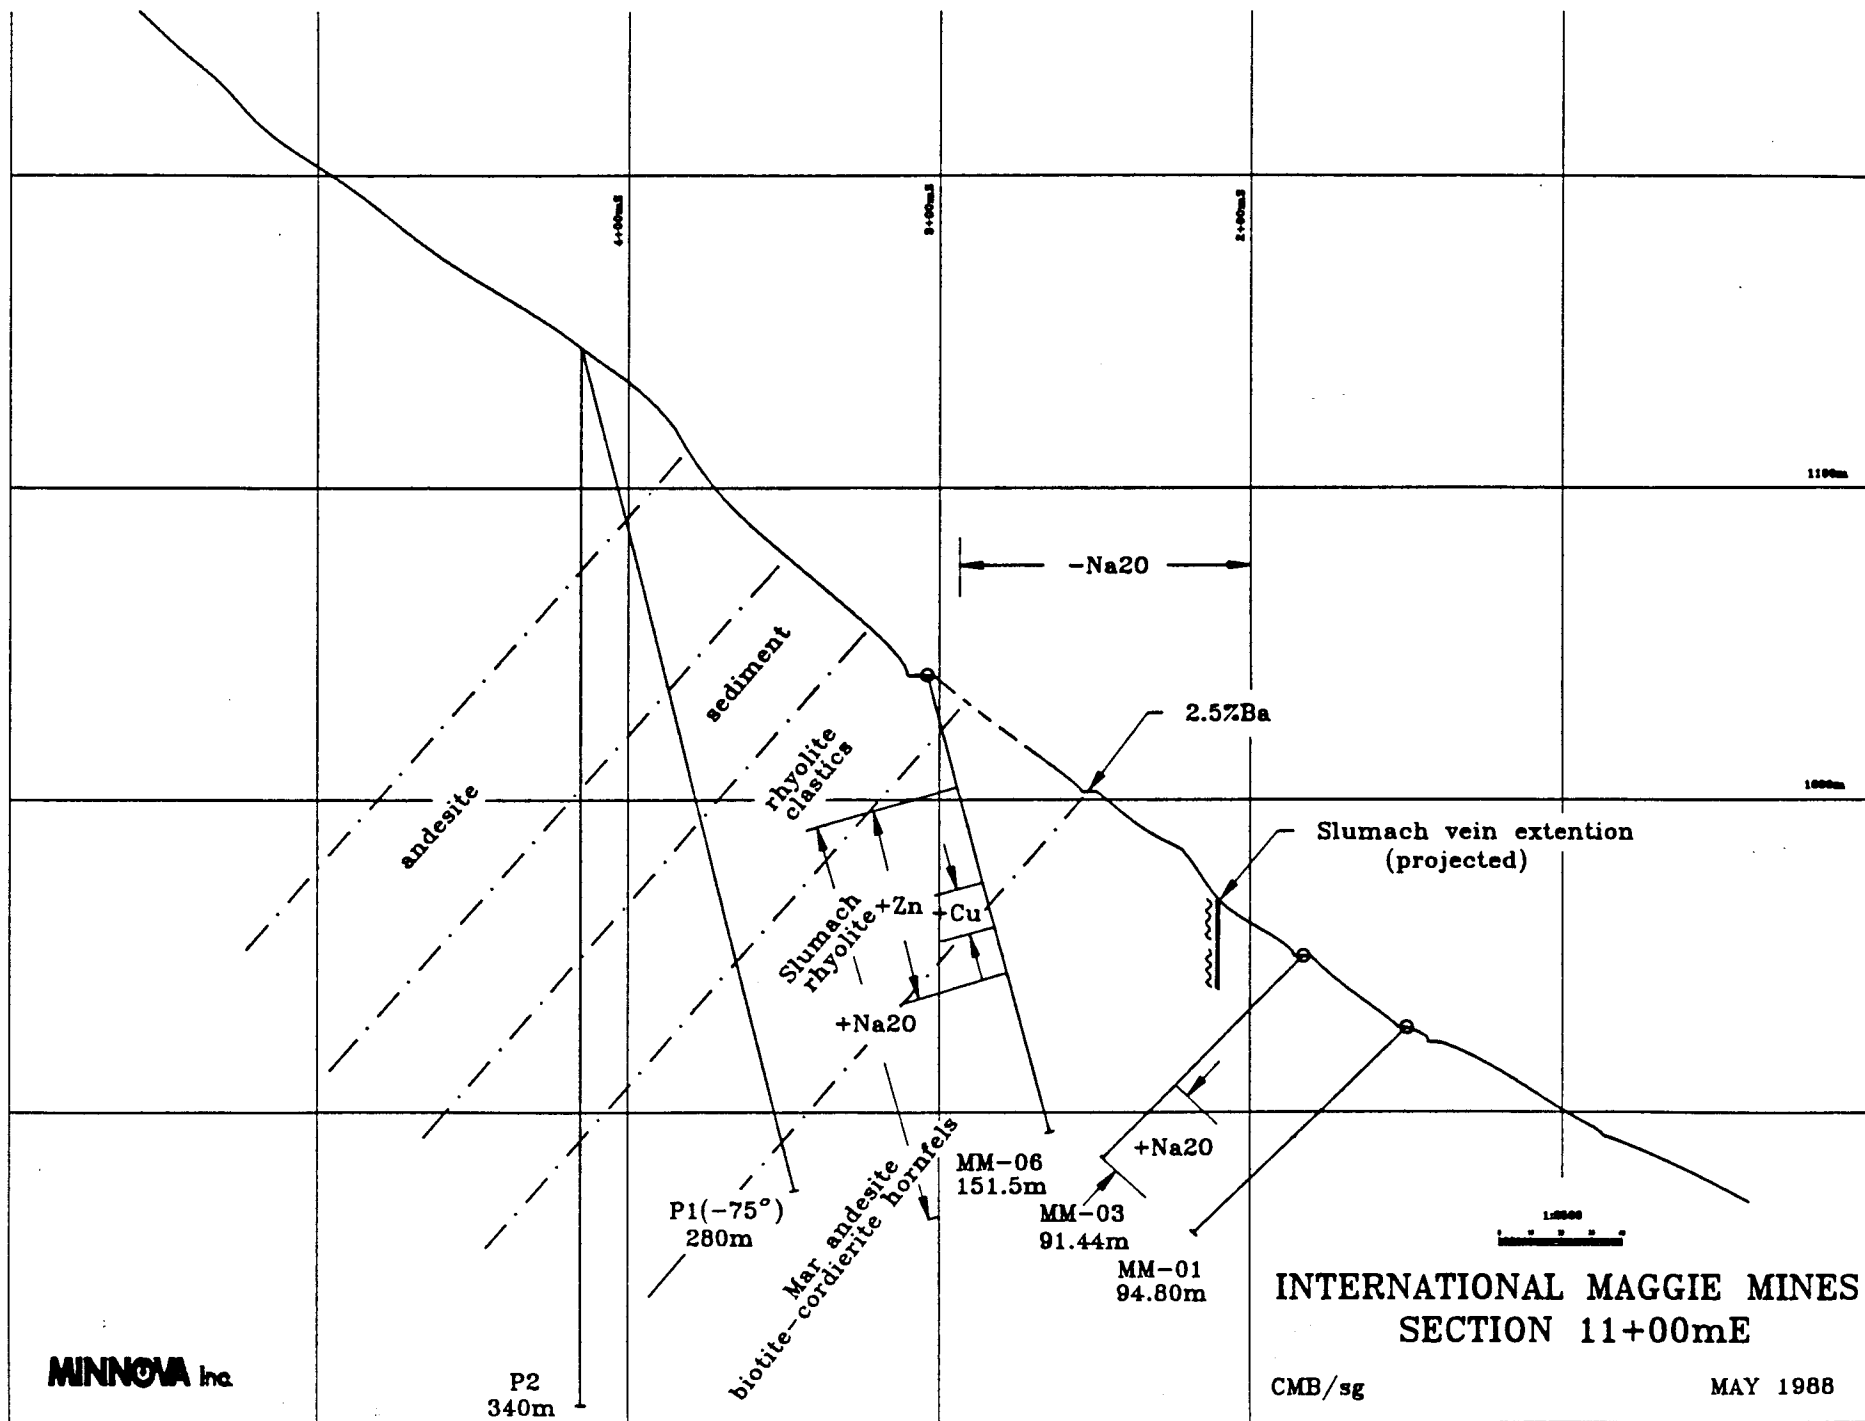 4+00mS
3+00mS
2+00mS
1100m
-Na20
sediment
2.5%Ba
rhyolite
clastics
1000m
andesite
Slumach vein extention
(projected)
Slumach
rhyolite
+Zn
+Cu
+Na20
+Na20
Mar andesite
biotite-cordierite hornfels
MM-06
151.5m
P1(-75°)
280m
MM-03
91.44m
MM-01
94.80m
INTERNATIONAL MAGGIE MINES
SECTION 11+00mE
MINNOVA inc.
P2
340m
CMB/sg
MAY 1988